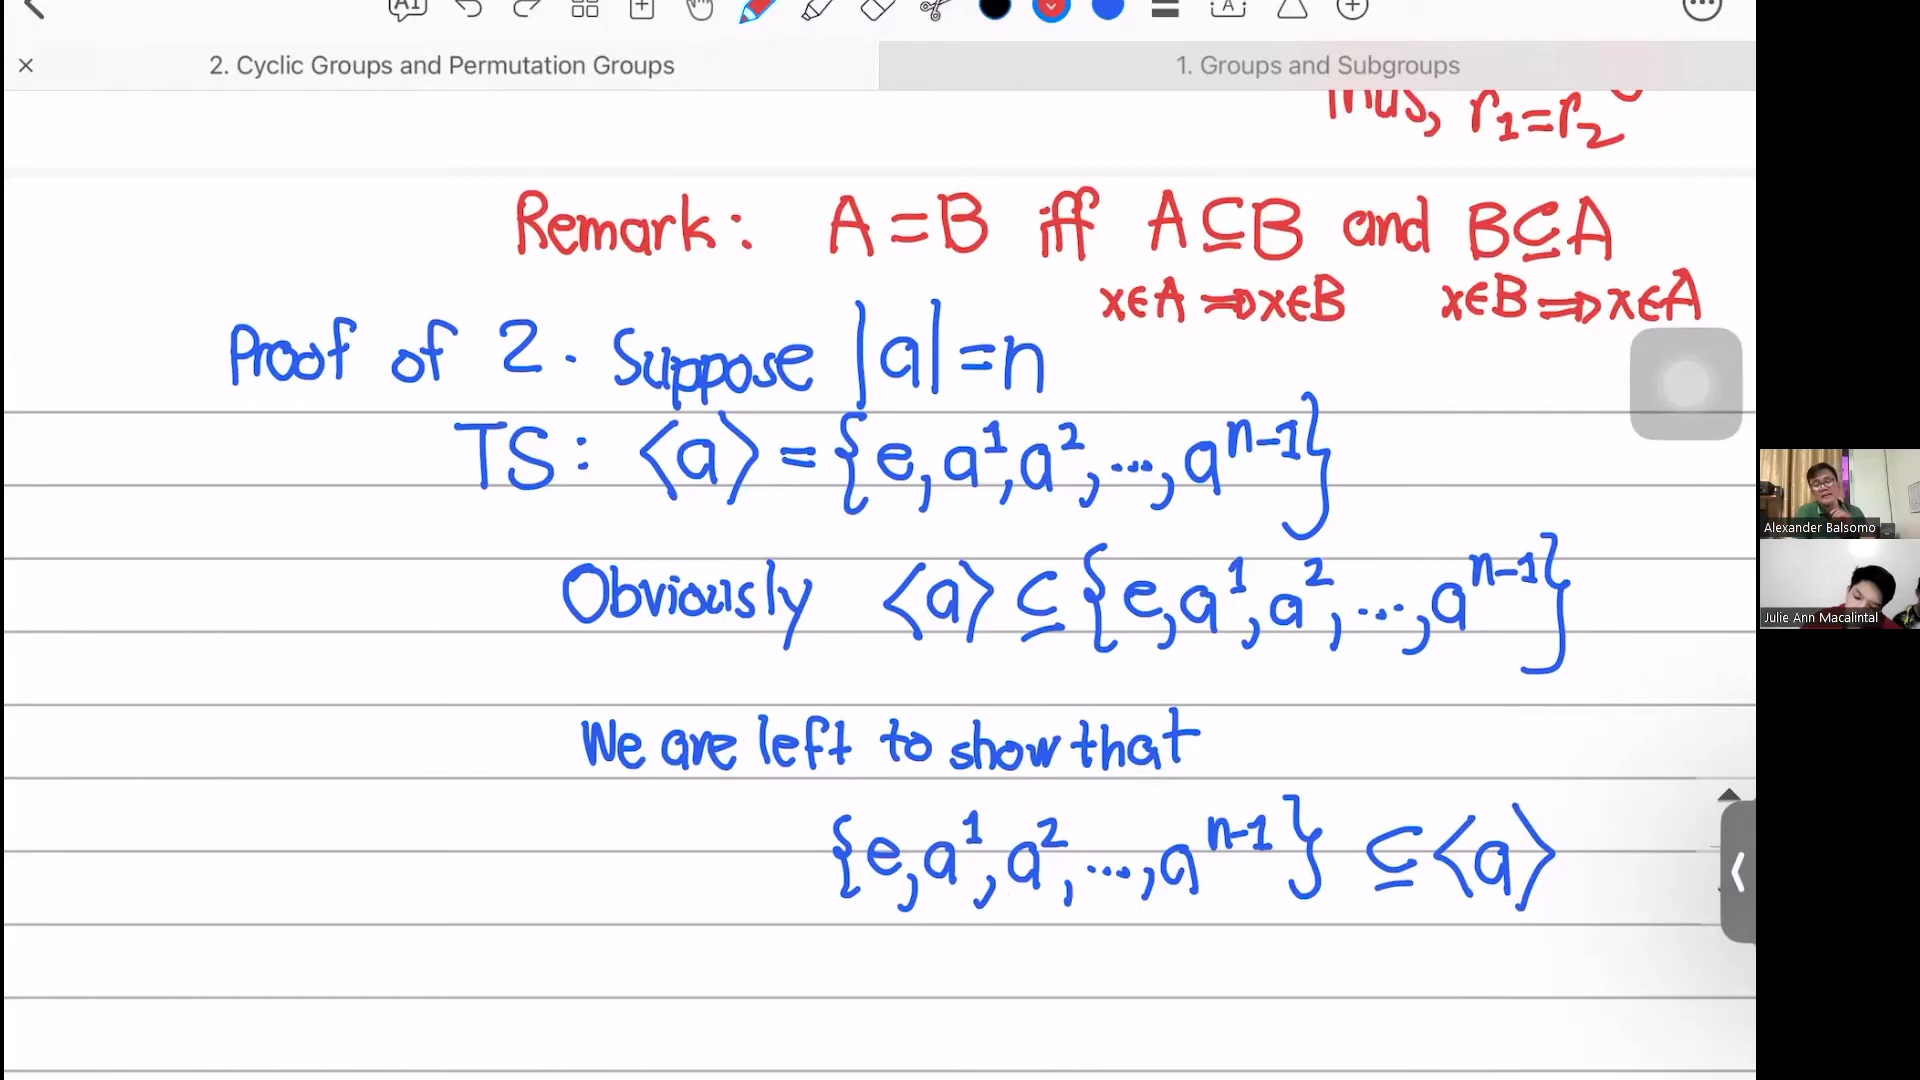 2. Cyclic Groups and Permutation Groups
1. Groups and Subgroups
Thus, r₁=r₂
Remark: A=B iff A⊆B and B⊆A
x∈A ⟹ x∈B x∈B ⟹ x∈A
Proof of 2. Suppose |a|=n
TS: ⟨a⟩={e,a¹,a²,...,aⁿ⁻¹}
Obviously ⟨a⟩⊆{e,a¹,a²,...,aⁿ⁻¹}
We are left to show that
{e,a¹,a²,...,aⁿ⁻¹}⊆⟨a⟩
Alexander Balsomo
Julie Ann Macalintal